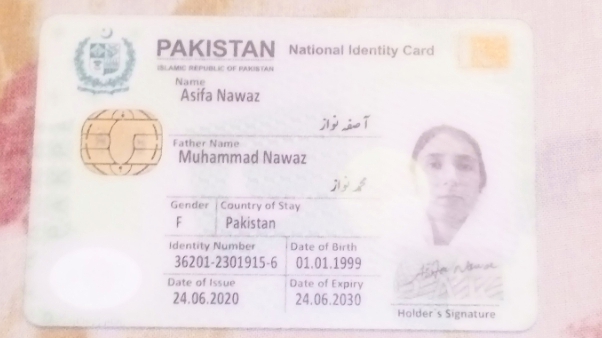 PAKISTAN National Identity Card
ISLAMIC REPUBLIC OF PAKISTAN
Name
Asifa Nawaz
آصفہ نواز
Father Name
Muhammad Nawaz
محمد نواز
Gender Country of Stay
F Pakistan
Identity Number Date of Birth
36201-2301915-6 01.01.1999
Date of Issue Date of Expiry
24.06.2020 24.06.2030
Asifa Nawaz
Holder's Signature